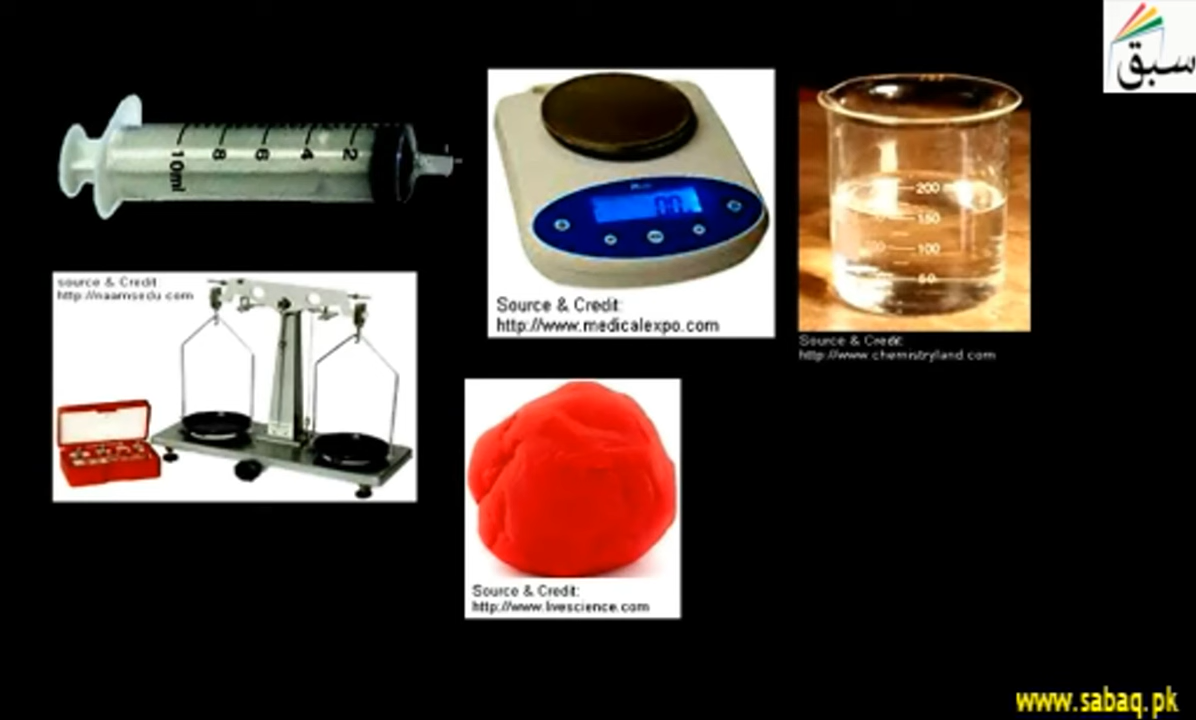 سبق
10ml 8 6 4 2
Source & Credit:
http://www.medicalexpo.com
200
150
100
50
Source & Credit:
http://www.chemistryland.com
source & Credit
http://naamsedu.com
Source & Credit:
http://www.livescience.com
www.sabaq.pk